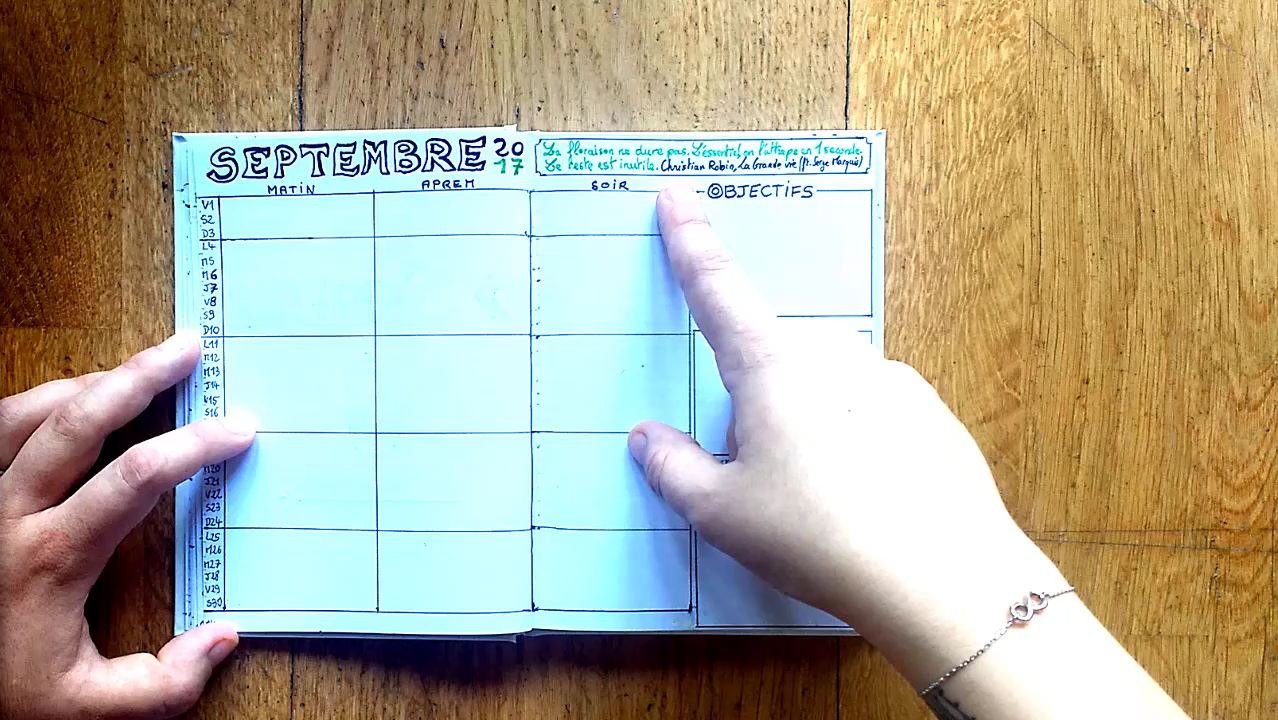 SEPTEMBRE 2017
La floraison ne dure pas. L'essentiel, on l'attrape en 1 seconde.
Le reste est inutile. Christian Robin, La Grande vie (ft. Serge Marquis)
MATIN APREM SOIR OBJECTIFS
V1
S2
D3
L4
M5
M6
J7
V8
S9
D10
L11
M12
M13
J14
V15
S16
M20
J21
V22
S23
D24
L25
M26
M27
J28
V29
S30